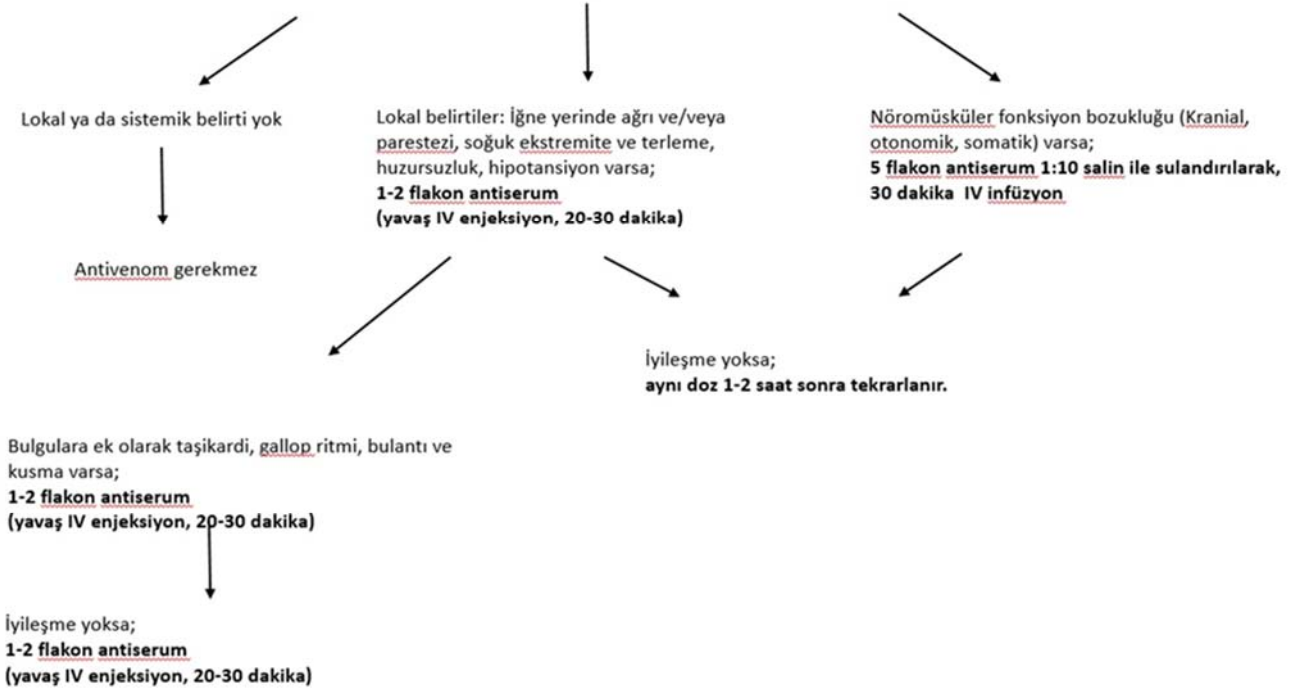 Lokal ya da sistemik belirti yok
Antivenom gerekmez
Lokal belirtiler: İğne yerinde ağrı ve/veya
parestezi, soğuk ekstremite ve terleme,
huzursuzluk, hipotansiyon varsa;
1-2 flakon antiserum
(yavaş IV enjeksiyon, 20-30 dakika)
Nöromüsküler fonksiyon bozukluğu (Kranial,
otonomik, somatik) varsa;
5 flakon antiserum 1:10 salin ile sulandırılarak,
30 dakika IV infüzyon
İyileşme yoksa;
aynı doz 1-2 saat sonra tekrarlanır.
Bulgulara ek olarak taşikardi, gallop ritmi, bulantı ve
kusma varsa;
1-2 flakon antiserum
(yavaş IV enjeksiyon, 20-30 dakika)
İyileşme yoksa;
1-2 flakon antiserum
(yavaş IV enjeksiyon, 20-30 dakika)